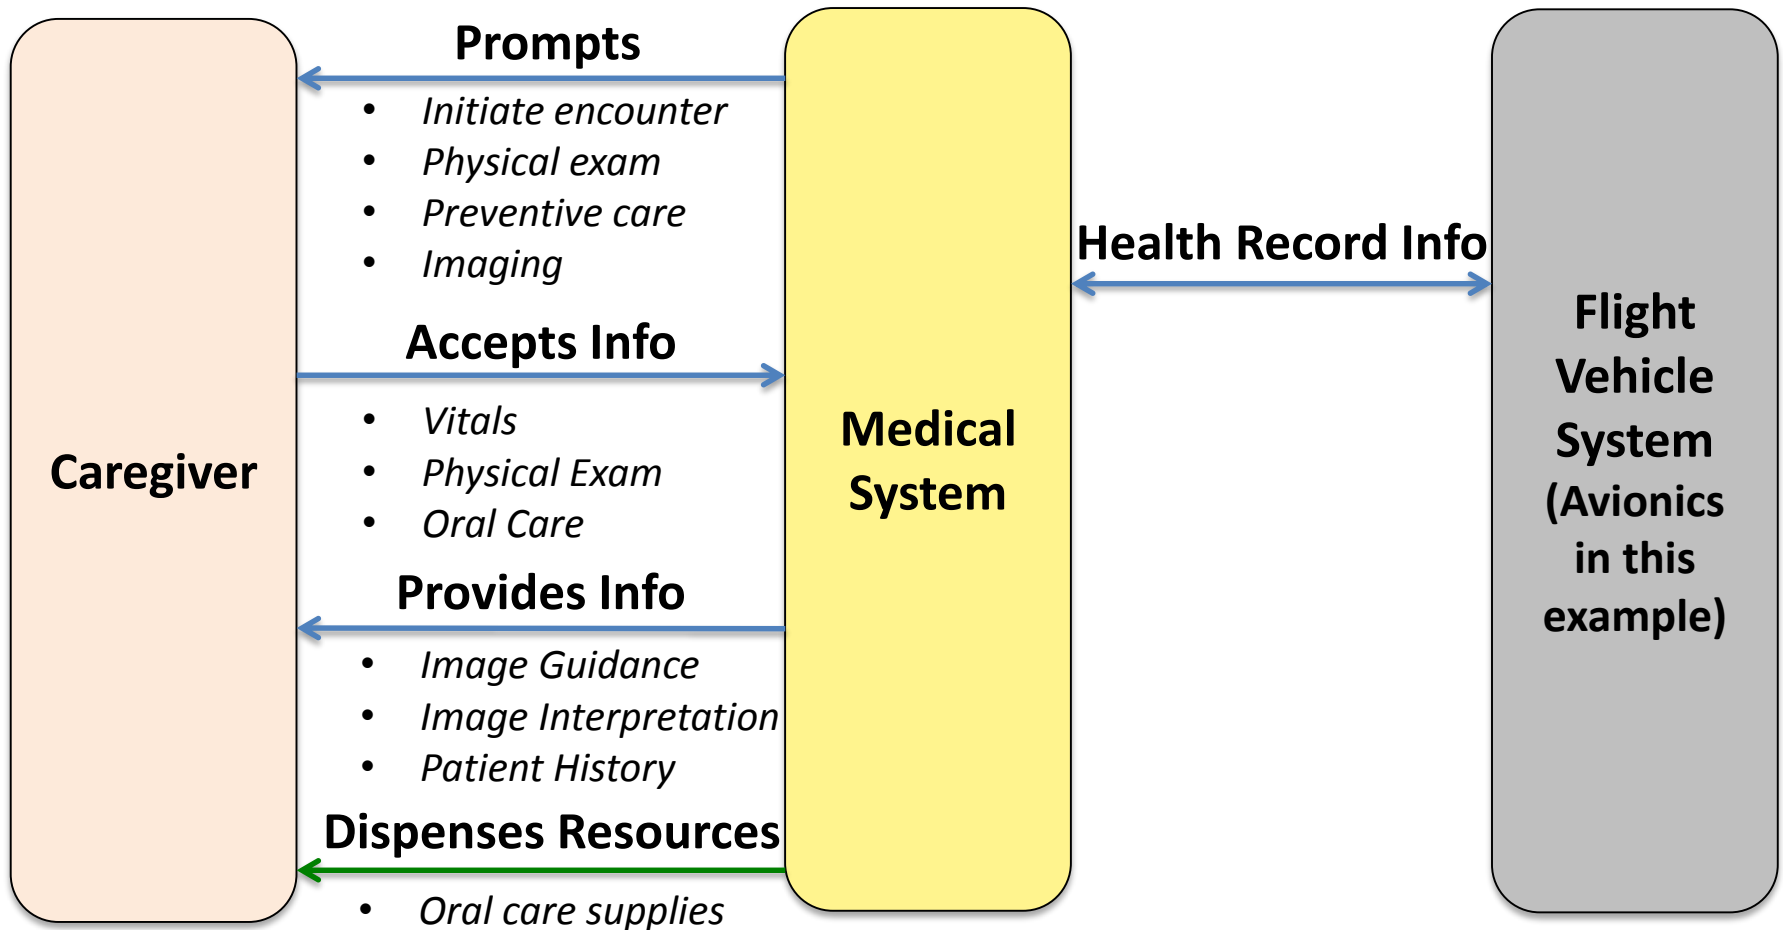 Caregiver
Prompts
• Initiate encounter
• Physical exam
• Preventive care
• Imaging
Accepts Info
• Vitals
• Physical Exam
• Oral Care
Provides Info
• Image Guidance
• Image Interpretation
• Patient History
Dispenses Resources
• Oral care supplies
Medical
System
Health Record Info
Flight
Vehicle
System
(Avionics
in this
example)